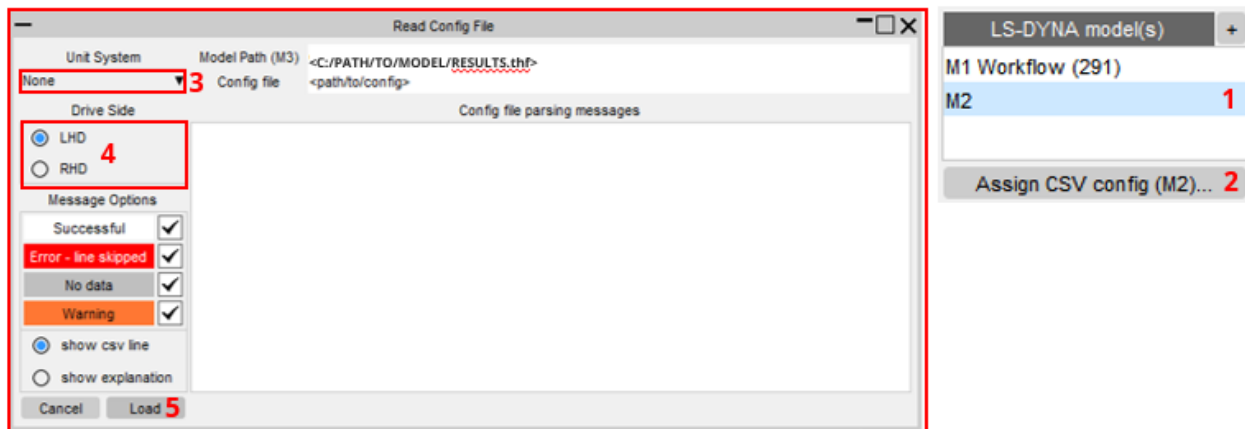 Read Config File
Unit System
None 3
Model Path (M3) <C:/PATH/TO/MODEL/RESULTS.thf>
Config file <path/to/config>
Drive Side
LHD
4
RHD
Config file parsing messages
Message Options
Successful
Error - line skipped
No data
Warning
show csv line
show explanation
Cancel Load 5
LS-DYNA model(s) +
M1 Workflow (291)
M2 1
Assign CSV config (M2)... 2